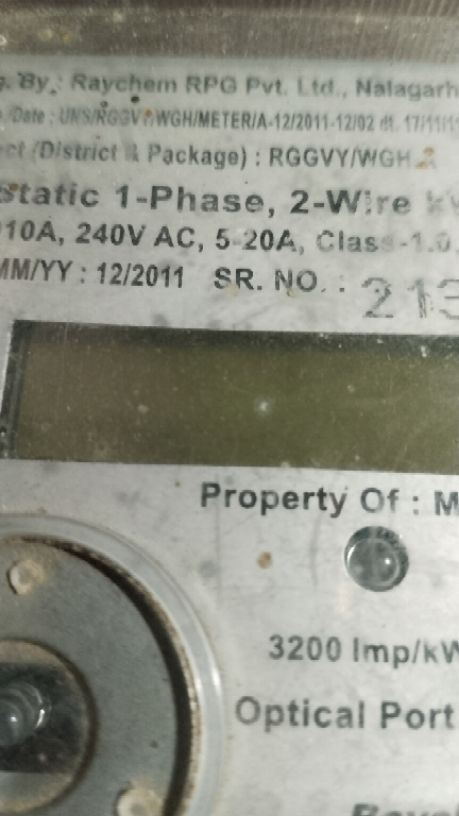 g. By: Raychem RPG Pvt. Ltd., Nalagarh
/Date : UNS/RGGVY/WGH/METER/A-12/2011-12/02 dt. 17/11/11
ect (District & Package) : RGGVY/WGH
static 1-Phase, 2-Wire
10A, 240V AC, 5-20A, Class-1.0
MM/YY : 12/2011 SR. NO. : 213
Property Of : M
3200 Imp/kW
Optical Port